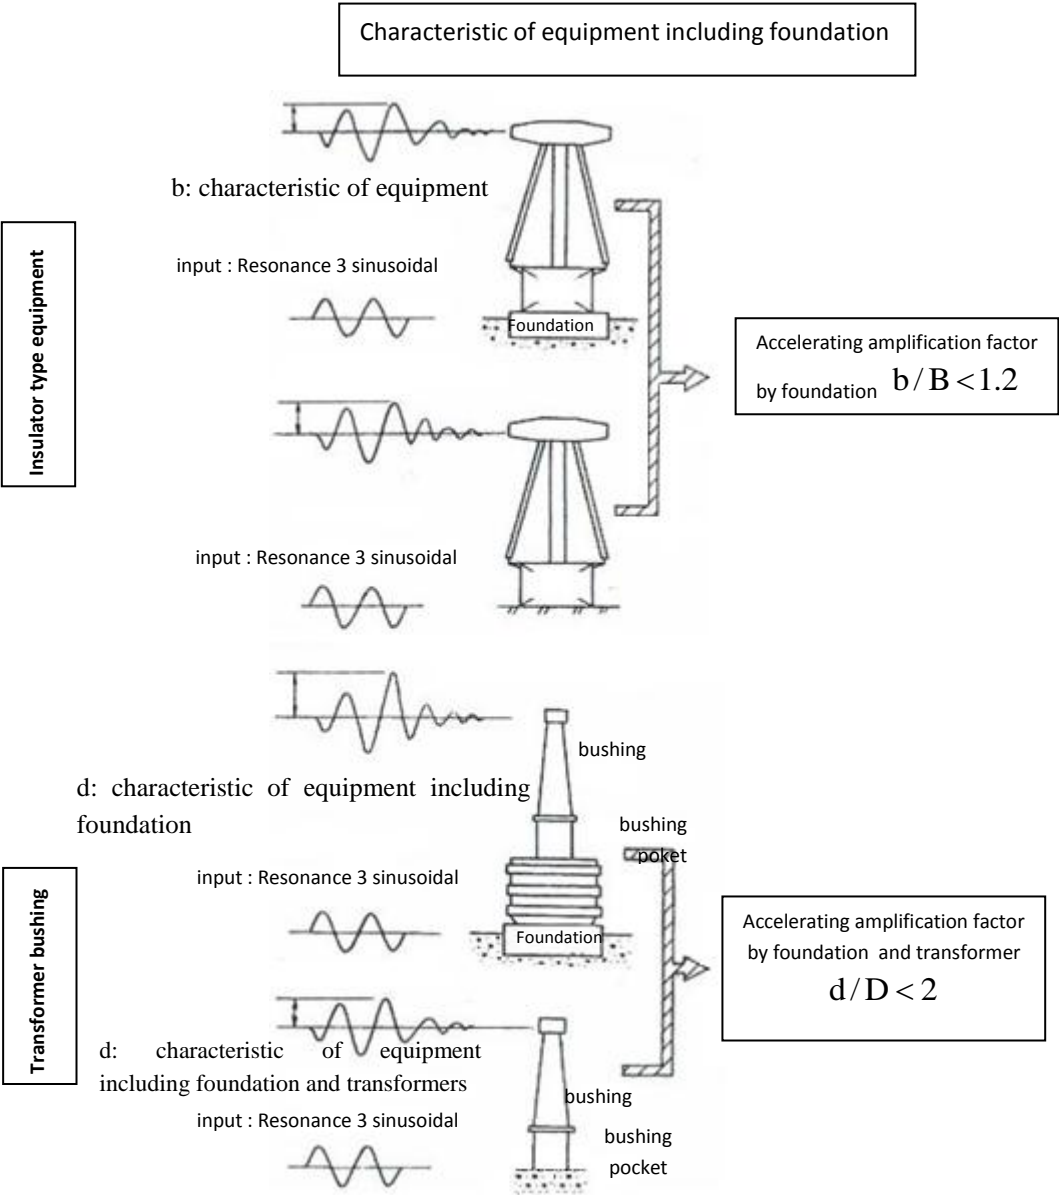 Characteristic of equipment including foundation
b: characteristic of equipment
input : Resonance 3 sinusoidal
Foundation
Insulator type equipment
Accelerating amplification factor
by foundation b/B<1.2
input : Resonance 3 sinusoidal
bushing
d: characteristic of equipment including
foundation
bushing
poket
input : Resonance 3 sinusoidal
Foundation
Transformer bushing
Accelerating amplification factor
by foundation and transformer
d/D<2
d: characteristic of equipment
including foundation and transformers
bushing
input : Resonance 3 sinusoidal
bushing
pocket